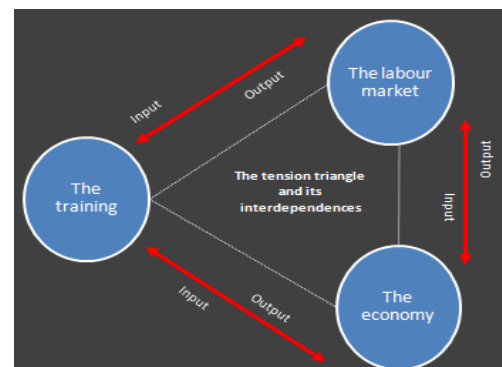 The labour
market
Output
Input
The
training
The tension triangle
and its
interdependences
Output
Input
Input
Output
The
economy